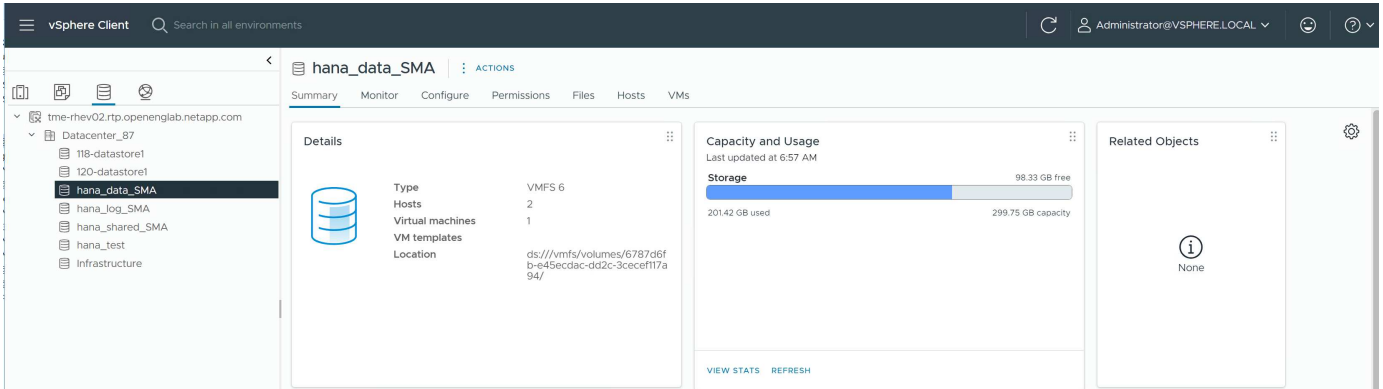 vSphere Client
Search in all environments
Administrator@VSPHERE.LOCAL
hana_data_SMA
ACTIONS
Summary Monitor Configure Permissions Files Hosts VMs
tme-rhev02.rtp.openenglab.netapp.com
Datacenter_87
118-datastore1
120-datastore1
hana_data_SMA
hana_log_SMA
hana_shared_SMA
hana_test
Infrastructure
Details
Type VMFS 6
Hosts 2
Virtual machines 1
VM templates
Location ds:///vmfs/volumes/6787d6f
b-e45ecdac-dd2c-3cecef117a
94/
Capacity and Usage
Last updated at 6:57 AM
Storage 98.33 GB free
201.42 GB used 299.75 GB capacity
VIEW STATS REFRESH
Related Objects
None